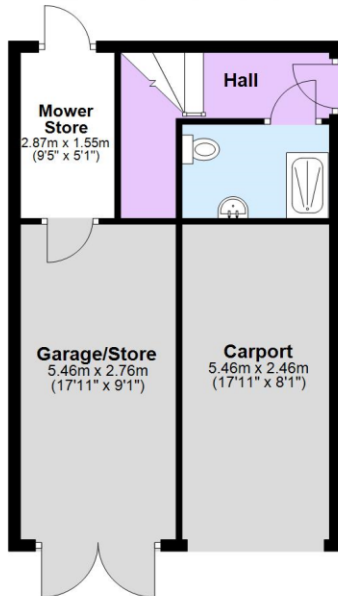 Hall
Mower
Store
2.87m x 1.55m
(9'5" x 5'1")
Garage/Store
5.46m x 2.76m
(17'11" x 9'1")
Carport
5.46m x 2.46m
(17'11" x 8'1")